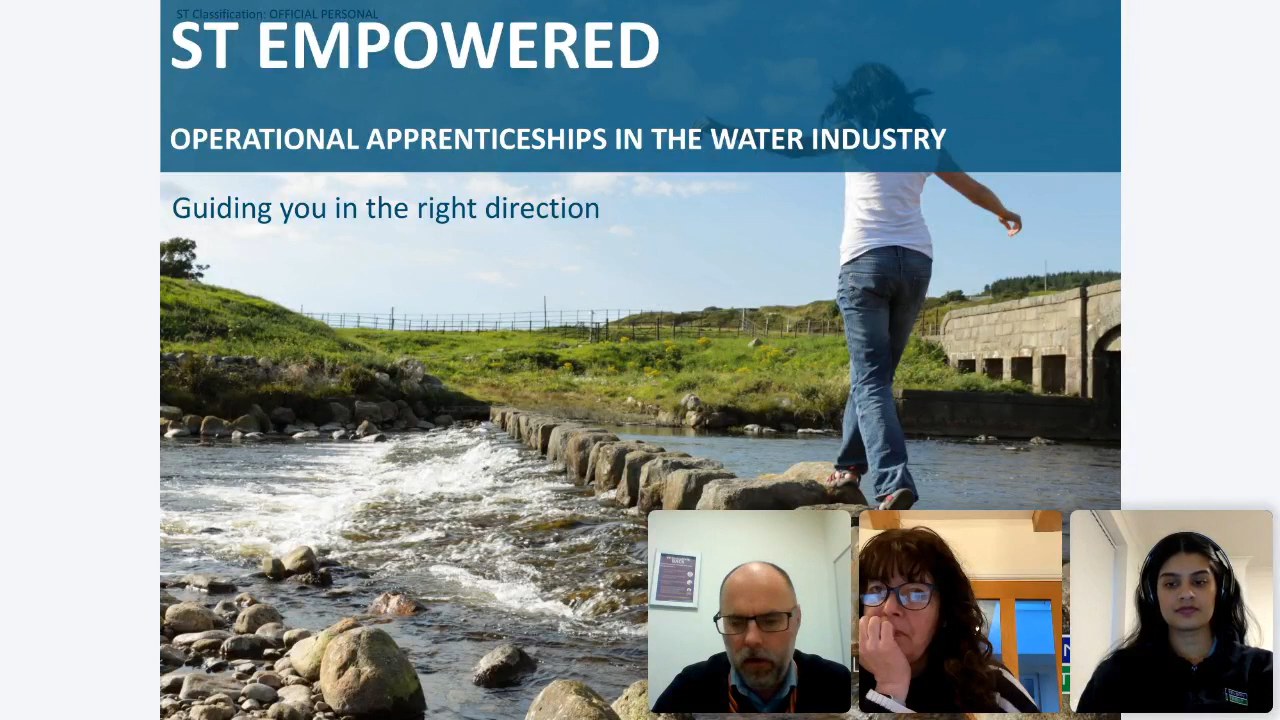 ST Classification: OFFICIAL PERSONAL
ST EMPOWERED
OPERATIONAL APPRENTICESHIPS IN THE WATER INDUSTRY
Guiding you in the right direction